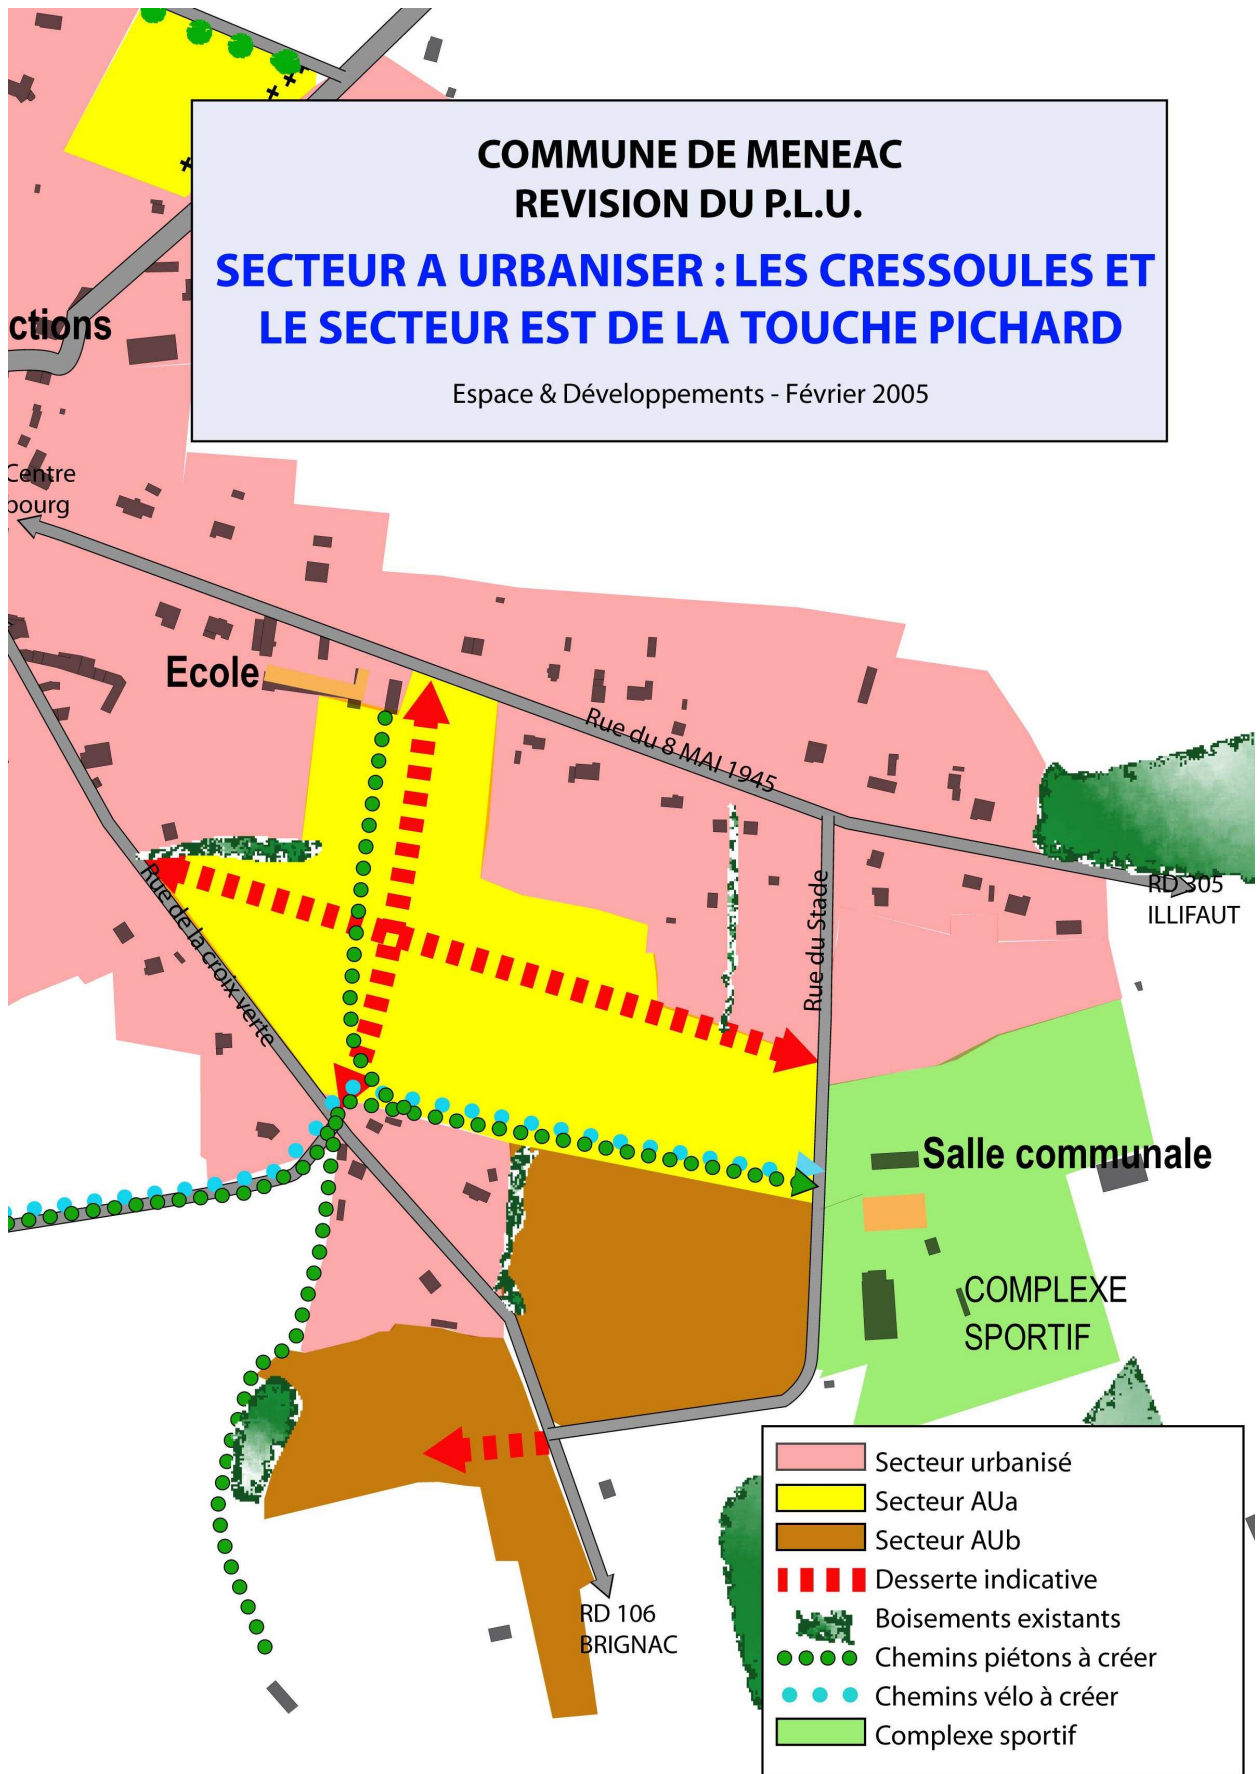 COMMUNE DE MENEAC
REVISION DU P.L.U.
SECTEUR A URBANISER : LES CRESSOULES ET
LE SECTEUR EST DE LA TOUCHE PICHARD
Espace & Développements - Février 2005
ctions
Centre
bourg
Ecole
Rue du 8 MAI 1945
Rue de la croix verte
Rue du Stade
RD 305
ILLIFAUT
Salle communale
COMPLEXE
SPORTIF
RD 106
BRIGNAC
Secteur urbanisé
Secteur AUa
Secteur AUb
Desserte indicative
Boisements existants
Chemins piétons à créer
Chemins vélo à créer
Complexe sportif